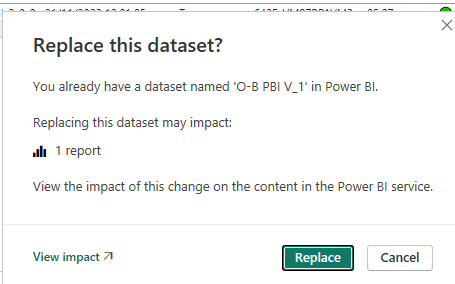 Replace this dataset?
You already have a dataset named 'O-B PBI V_1' in Power BI.
Replacing this dataset may impact:
1 report
View the impact of this change on the content in the Power BI service.
View impact
Replace
Cancel